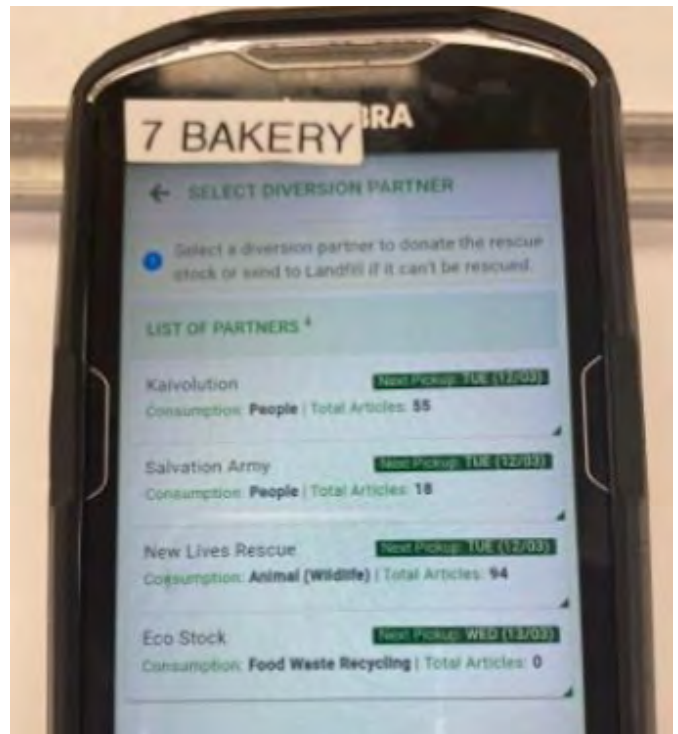 BRA
7 BAKERY
← SELECT DIVERSION PARTNER
Select a diversion partner to donate the rescue
stock or send to Landfill if it can't be rescued.
LIST OF PARTNERS
Kaivolution Next Pickup: TUE (12/03)
Consumption: People | Total Articles: 55
Salvation Army Next Pickup: TUE (12/03)
Consumption: People | Total Articles: 18
New Lives Rescue Next Pickup: TUE (12/03)
Consumption: Animal (Wildlife) | Total Articles: 94
Eco Stock Next Pickup: WED (13/03)
Consumption: Food Waste Recycling | Total Articles: 0